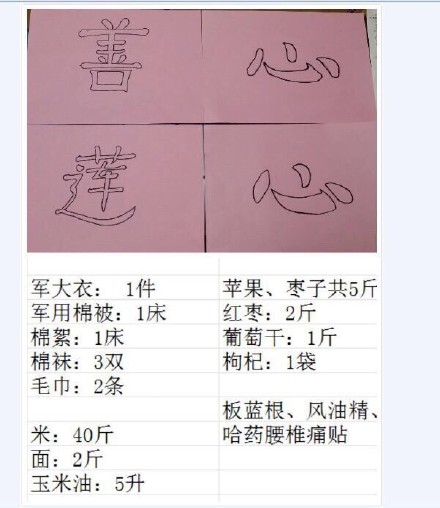 善 心
莲 心
军大衣： 1件
军用棉被：1床
棉絮：1床
棉袜：3双
毛巾：2条
米：40斤
面：2斤
玉米油：5升
苹果、枣子共5斤
红枣：2斤
葡萄干：1斤
枸杞：1袋
板蓝根、风油精、
哈药腰椎痛贴